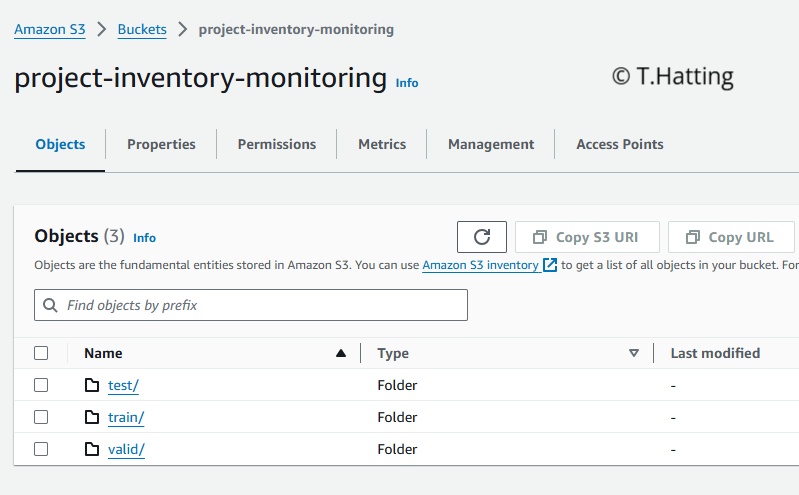 Amazon S3 > Buckets > project-inventory-monitoring
project-inventory-monitoring Info
© T.Hatting
Objects Properties Permissions Metrics Management Access Points
Objects (3) Info
Copy S3 URI Copy URL
Objects are the fundamental entities stored in Amazon S3. You can use Amazon S3 inventory to get a list of all objects in your bucket. For
Find objects by prefix
Name Type Last modified
test/ Folder -
train/ Folder -
valid/ Folder -